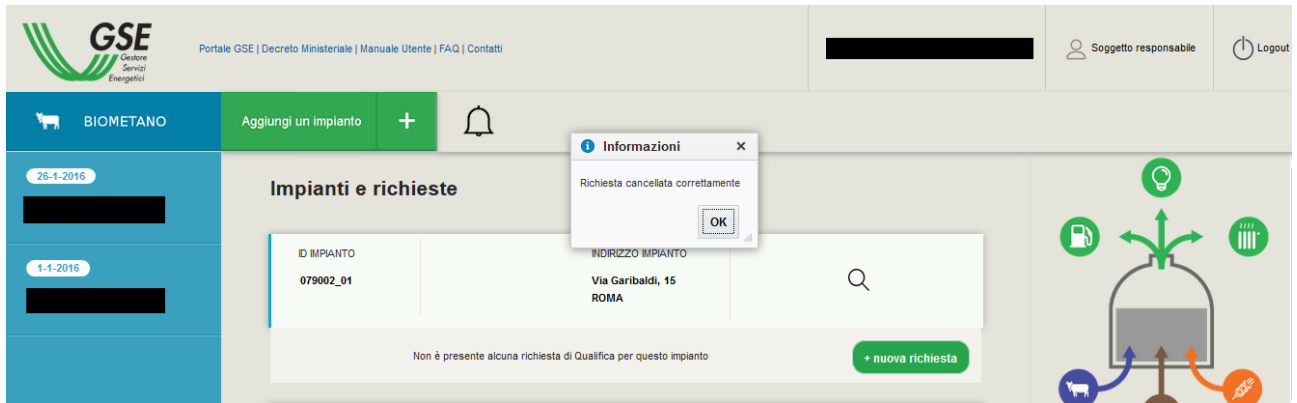 GSE
Gestore
Servizi
Energetici
Portale GSE | Decreto Ministeriale | Manuale Utente | FAQ | Contatti
Soggetto responsabile
Logout
BIOMETANO
Aggiungi un impianto +
Informazioni
Richiesta cancellata correttamente
OK
26-1-2016
1-1-2016
Impianti e richieste
ID IMPIANTO
079002_01
INDIRIZZO IMPIANTO
Via Garibaldi, 15
ROMA
Non è presente alcuna richiesta di Qualifica per questo impianto
+ nuova richiesta